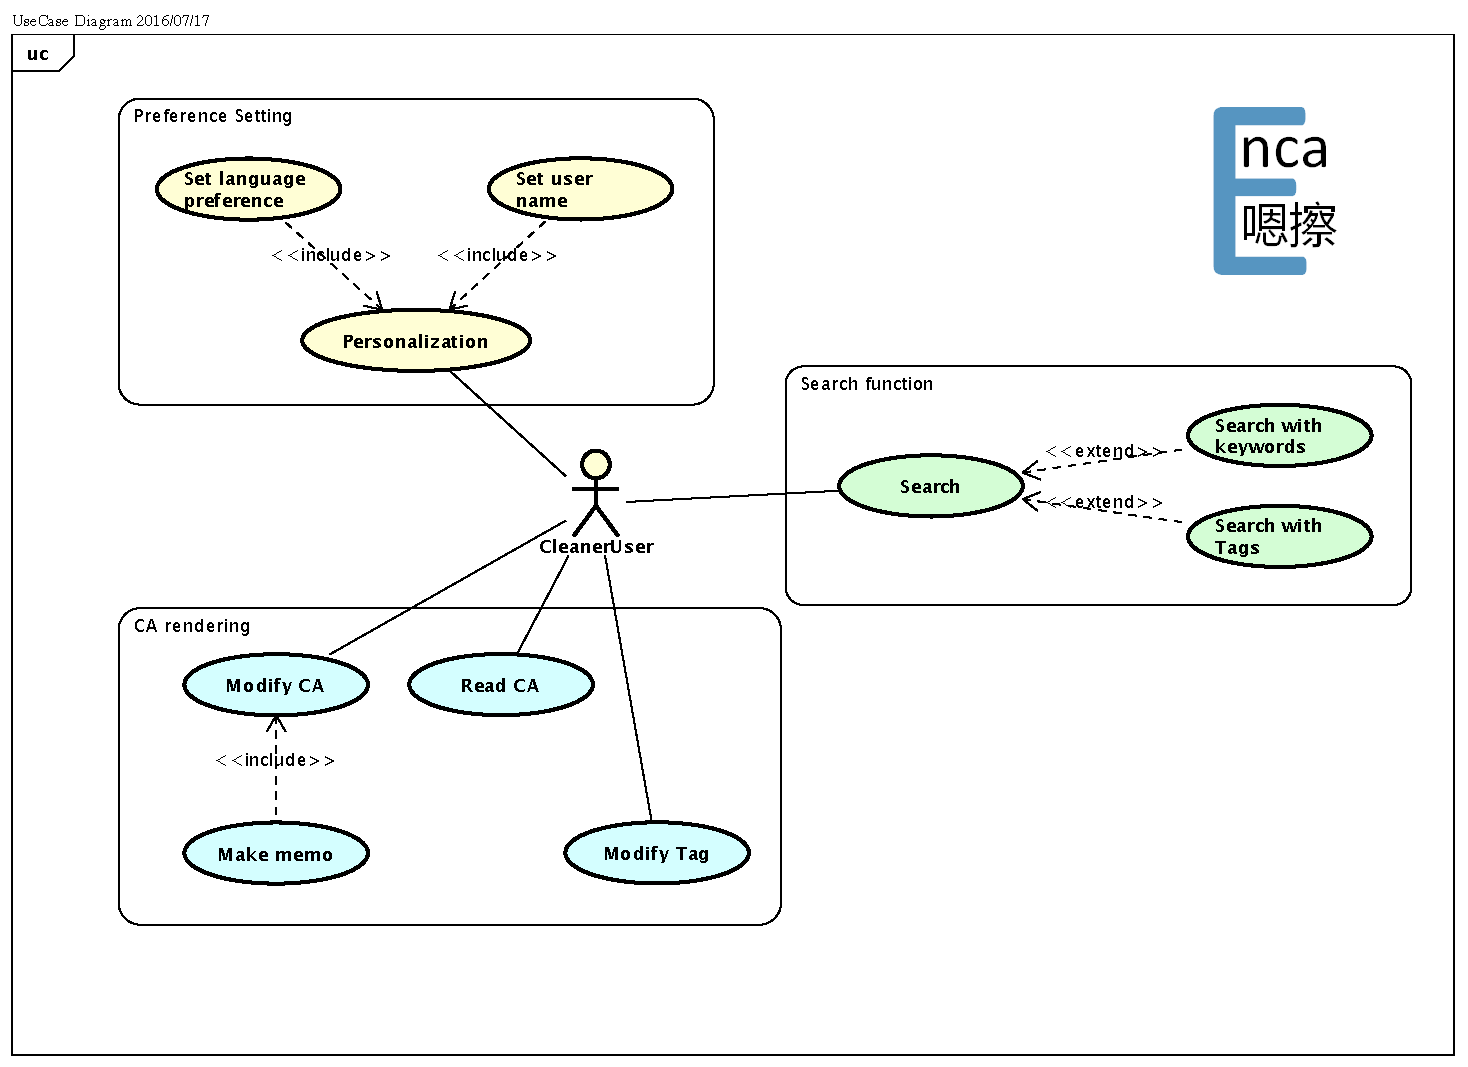 UseCase Diagram 2016/07/17
uc
Preference Setting
Set language
preference
Set user
name
<<include>>
<<include>>
Personalization
nca
嗯擦
Search function
Search with
keywords
<<extend>>
Search
<<extend>>
Search with
Tags
CleanerUser
CA rendering
Modify CA
Read CA
<<include>>
Make memo
Modify Tag